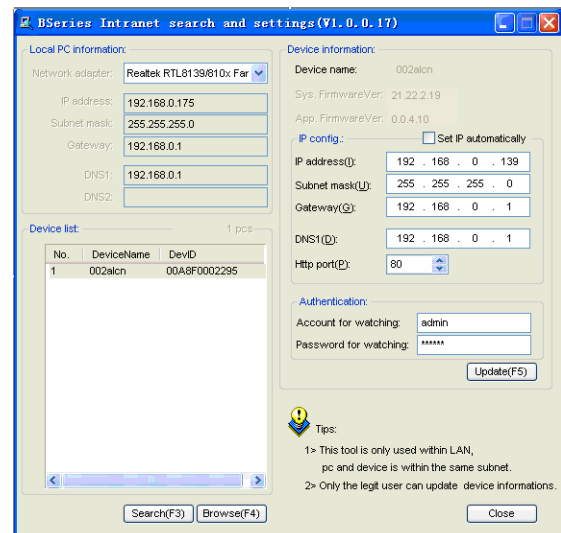 BSeries Intranet search and settings(V1.0.0.17)
Local PC information:
Network adapter: Realtek RTL8139/810x Far
IP address: 192.168.0.175
Subnet mask: 255.255.255.0
Gateway: 192.168.0.1
DNS1: 192.168.0.1
DNS2:
Device list: 1 pcs
No. DeviceName DevID
1 002alcn 00A8F0002295
Search(F3) Browse(F4)
Device information:
Device name: 002alcn
Sys. FirmwareVer: 21.22.2.19
App. FirmwareVer: 0.0.4.10
IP config.: Set IP automatically
IP address(I): 192 . 168 . 0 . 139
Subnet mask(U): 255 . 255 . 255 . 0
Gateway(G): 192 . 168 . 0 . 1
DNS1(D): 192 . 168 . 0 . 1
Http port(P): 80
Authentication:
Account for watching: admin
Password for watching: ******
Update(F5)
Tips:
1> This tool is only used within LAN,
pc and device is within the same subnet.
2> Only the legit user can update device informations.
Close